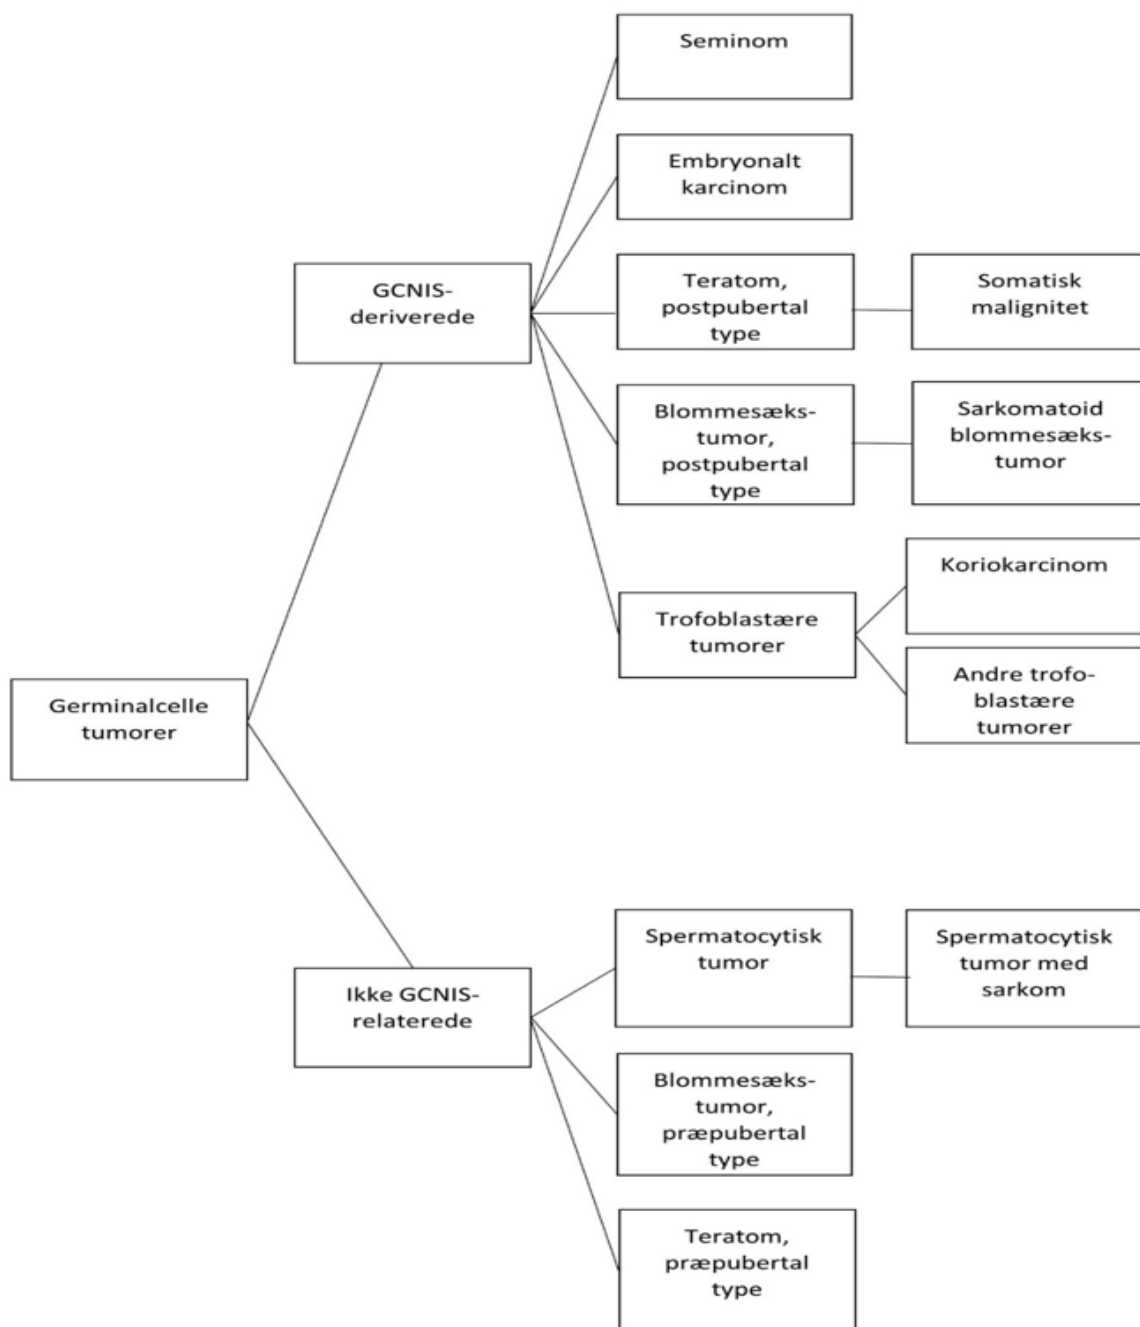 Seminom
Embryonalt
karcinom
GCNIS-
deriverede
Teratom,
postpubertal
type
Somatisk
malignitet
Blommesæks-
tumor,
postpubertal
type
Sarkomatoid
blommesæks-
tumor
Trofoblastære
tumorer
Koriokarcinom
Andre trofo-
blastære
tumorer
Germinalcelle
tumorer
Ikke GCNIS-
relaterede
Spermatocytisk
tumor
Spermatocytisk
tumor med
sarkom
Blommesæks-
tumor,
præpubertal
type
Teratom,
præpubertal
type